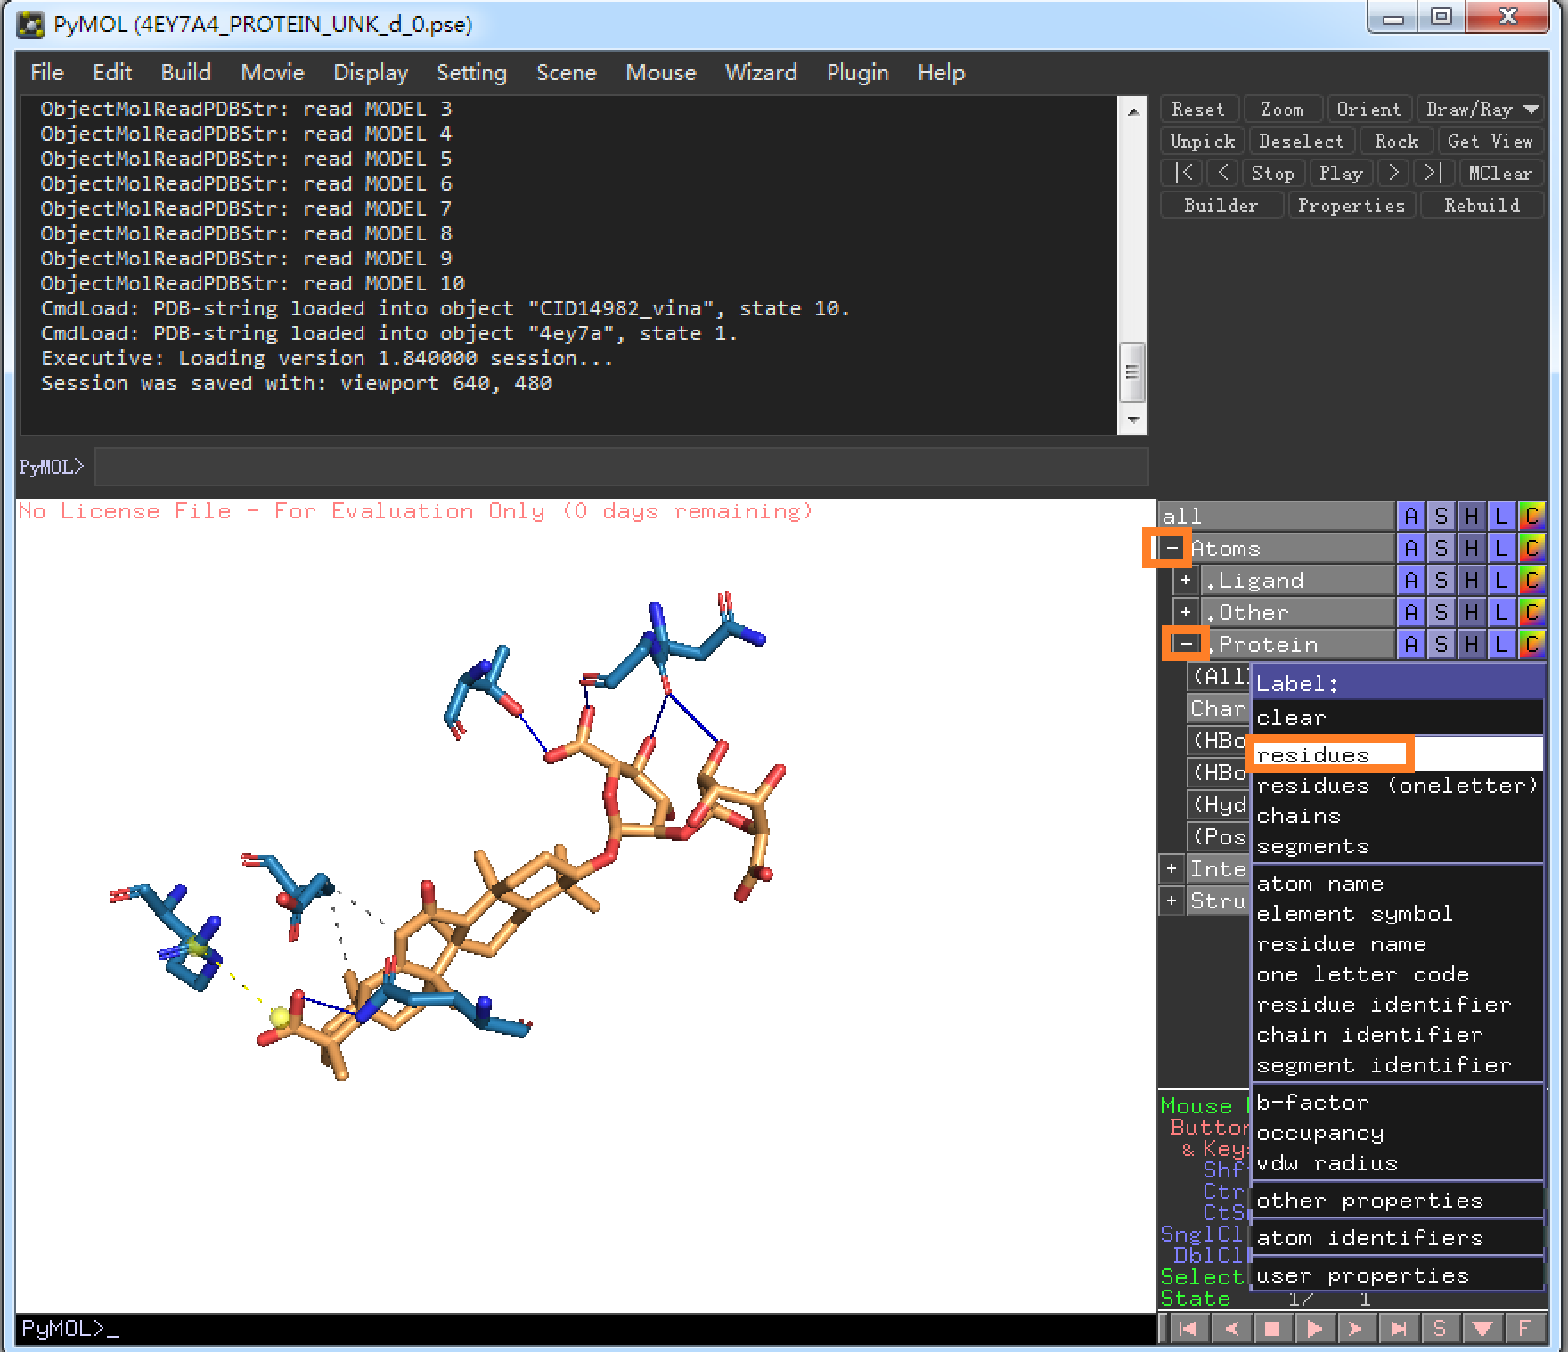 PyMOL (4EY7A4_PROTEIN_UNK_d_0.pse)
File Edit Build Movie Display Setting Scene Mouse Wizard Plugin Help
ObjectMolReadPDBStr: read MODEL 3
ObjectMolReadPDBStr: read MODEL 4
ObjectMolReadPDBStr: read MODEL 5
ObjectMolReadPDBStr: read MODEL 6
ObjectMolReadPDBStr: read MODEL 7
ObjectMolReadPDBStr: read MODEL 8
ObjectMolReadPDBStr: read MODEL 9
ObjectMolReadPDBStr: read MODEL 10
CmdLoad: PDB-string loaded into object "CID14982_vina", state 10.
CmdLoad: PDB-string loaded into object "4ey7a", state 1.
Executive: Loading version 1.840000 session...
Session was saved with: viewport 640, 480
PyMOL>
Reset Zoom Orient Draw/Ray
Unpick Deselect Rock Get View
|< < Stop Play > >| MClear
Builder Properties Rebuild
No License File - For Evaluation Only (0 days remaining)
all A S H L C
- Atoms A S H L C
+ .Ligand A S H L C
+ .Other A S H L C
- .Protein A S H L C
(All
Char
(HBo
(HBo
(Hyd
(Pos
+ Inte
+ Stru
Label:
clear
residues
residues (oneletter)
chains
segments
atom name
element symbol
residue name
one letter code
residue identifier
chain identifier
segment identifier
b-factor
occupancy
vdw radius
other properties
atom identifiers
user properties
Mouse
Button
& Key
Shf
Ctr
CtS
SnglCl
DblCl
Select
State 1/ 1
PyMOL>_
S F